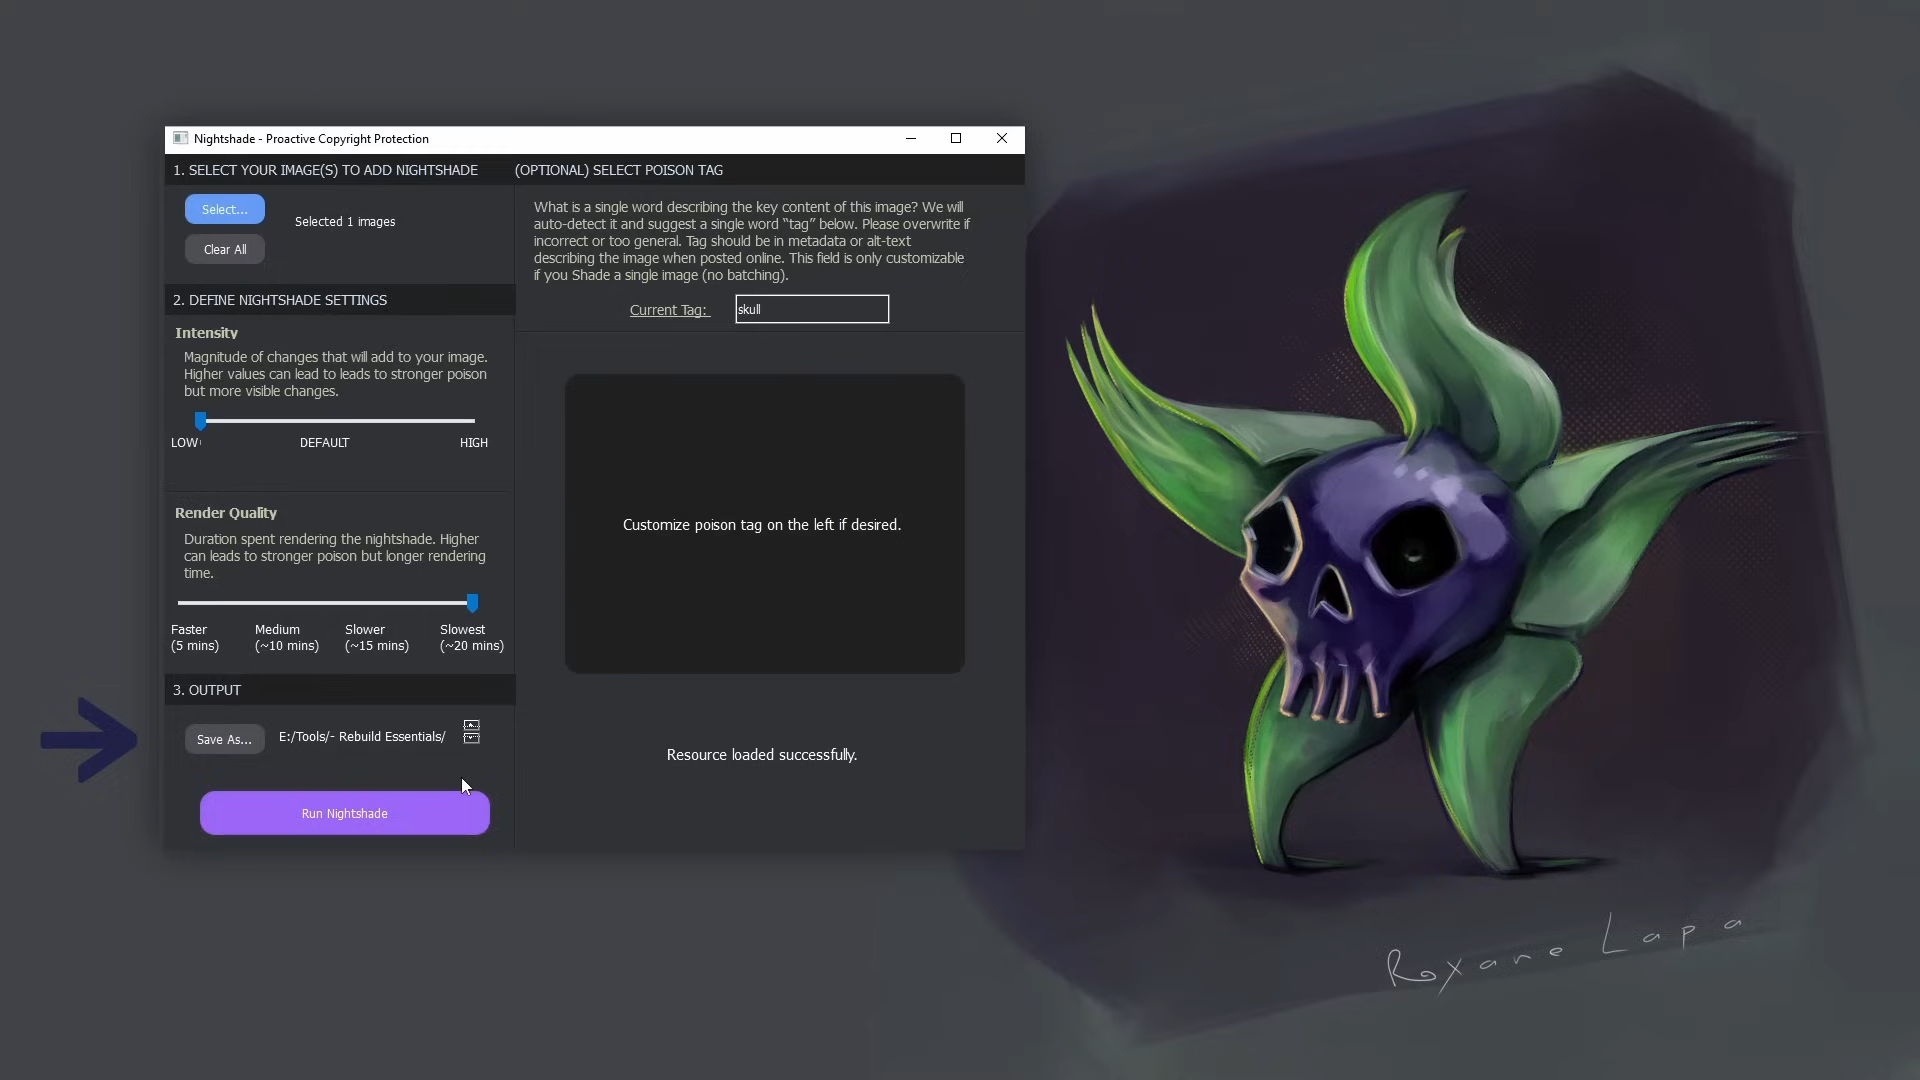 Nightshade - Proactive Copyright Protection
1. SELECT YOUR IMAGE(S) TO ADD NIGHTSHADE
Select...
Selected 1 images
Clear All
2. DEFINE NIGHTSHADE SETTINGS
Intensity
Magnitude of changes that will add to your image.
Higher values can lead to leads to stronger poison
but more visible changes.
LOW
DEFAULT
HIGH
Render Quality
Duration spent rendering the nightshade. Higher
can leads to stronger poison but longer rendering
time.
Faster
(5 mins)
Medium
(~10 mins)
Slower
(~15 mins)
Slowest
(~20 mins)
3. OUTPUT
Save As...
E:/Tools/- Rebuild Essentials/
Run Nightshade
(OPTIONAL) SELECT POISON TAG
What is a single word describing the key content of this image? We will
auto-detect it and suggest a single word “tag” below. Please overwrite if
incorrect or too general. Tag should be in metadata or alt-text
describing the image when posted online. This field is only customizable
if you Shade a single image (no batching).
Current Tag:
skull
Customize poison tag on the left if desired.
Resource loaded successfully.
Roxane Lapa